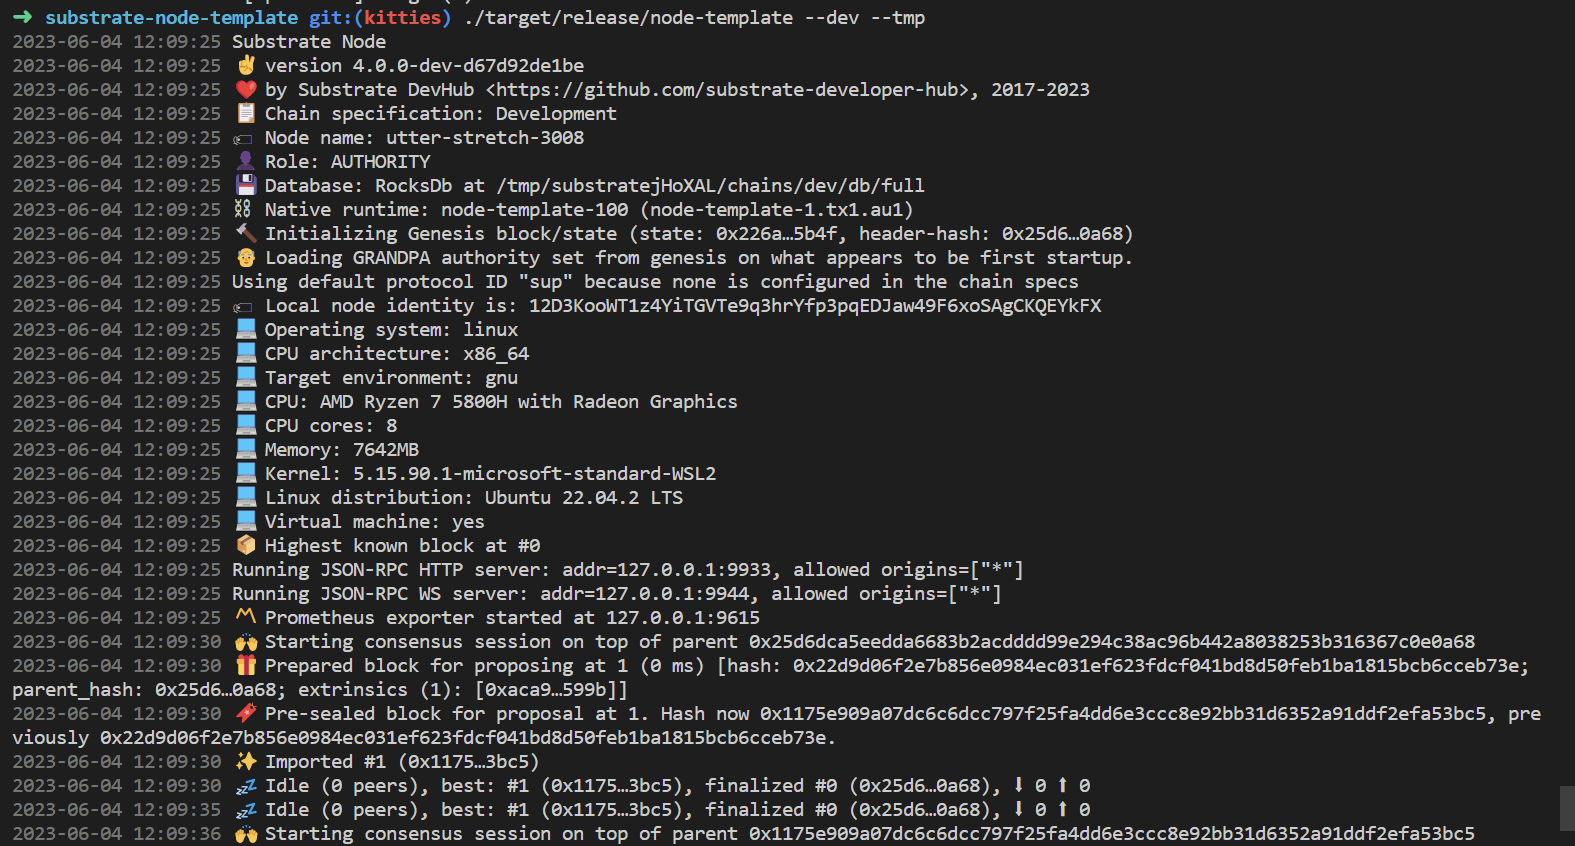 ➜ substrate-node-template git:(kitties) ./target/release/node-template --dev --tmp
2023-06-04 12:09:25 Substrate Node
2023-06-04 12:09:25 ✌️ version 4.0.0-dev-d67d92de1be
2023-06-04 12:09:25 ❤️ by Substrate DevHub <https://github.com/substrate-developer-hub>, 2017-2023
2023-06-04 12:09:25 📋 Chain specification: Development
2023-06-04 12:09:25 🏷 Node name: utter-stretch-3008
2023-06-04 12:09:25 👤 Role: AUTHORITY
2023-06-04 12:09:25 💾 Database: RocksDb at /tmp/substratejHoXAL/chains/dev/db/full
2023-06-04 12:09:25 ⛓ Native runtime: node-template-100 (node-template-1.tx1.au1)
2023-06-04 12:09:25 🔨 Initializing Genesis block/state (state: 0x226a…5b4f, header-hash: 0x25d6…0a68)
2023-06-04 12:09:25 👴 Loading GRANDPA authority set from genesis on what appears to be first startup.
2023-06-04 12:09:25 Using default protocol ID "sup" because none is configured in the chain specs
2023-06-04 12:09:25 🏷 Local node identity is: 12D3KooWT1z4YiTGVTe9q3hrYfp3pqEDJaw49F6xoSAgCKQEYkFX
2023-06-04 12:09:25 💻 Operating system: linux
2023-06-04 12:09:25 💻 CPU architecture: x86_64
2023-06-04 12:09:25 💻 Target environment: gnu
2023-06-04 12:09:25 💻 CPU: AMD Ryzen 7 5800H with Radeon Graphics
2023-06-04 12:09:25 💻 CPU cores: 8
2023-06-04 12:09:25 💻 Memory: 7642MB
2023-06-04 12:09:25 💻 Kernel: 5.15.90.1-microsoft-standard-WSL2
2023-06-04 12:09:25 💻 Linux distribution: Ubuntu 22.04.2 LTS
2023-06-04 12:09:25 💻 Virtual machine: yes
2023-06-04 12:09:25 📦 Highest known block at #0
2023-06-04 12:09:25 Running JSON-RPC HTTP server: addr=127.0.0.1:9933, allowed origins=["*"]
2023-06-04 12:09:25 Running JSON-RPC WS server: addr=127.0.0.1:9944, allowed origins=["*"]
2023-06-04 12:09:25 〽️ Prometheus exporter started at 127.0.0.1:9615
2023-06-04 12:09:30 🙌 Starting consensus session on top of parent 0x25d6dca5eedda6683b2acdddd99e294c38ac96b442a8038253b316367c0e0a68
2023-06-04 12:09:30 🎁 Prepared block for proposing at 1 (0 ms) [hash: 0x22d9d06f2e7b856e0984ec031ef623fdcf041bd8d50feb1ba1815bcb6cceb73e;
parent_hash: 0x25d6…0a68; extrinsics (1): [0xaca9…599b]]
2023-06-04 12:09:30 🔖 Pre-sealed block for proposal at 1. Hash now 0x1175e909a07dc6c6dcc797f25fa4dd6e3ccc8e92bb31d6352a91ddf2efa53bc5, pre
viously 0x22d9d06f2e7b856e0984ec031ef623fdcf041bd8d50feb1ba1815bcb6cceb73e.
2023-06-04 12:09:30 ✨ Imported #1 (0x1175…3bc5)
2023-06-04 12:09:30 💤 Idle (0 peers), best: #1 (0x1175…3bc5), finalized #0 (0x25d6…0a68), ⬇ 0 ⬆ 0
2023-06-04 12:09:35 💤 Idle (0 peers), best: #1 (0x1175…3bc5), finalized #0 (0x25d6…0a68), ⬇ 0 ⬆ 0
2023-06-04 12:09:36 🙌 Starting consensus session on top of parent 0x1175e909a07dc6c6dcc797f25fa4dd6e3ccc8e92bb31d6352a91ddf2efa53bc5